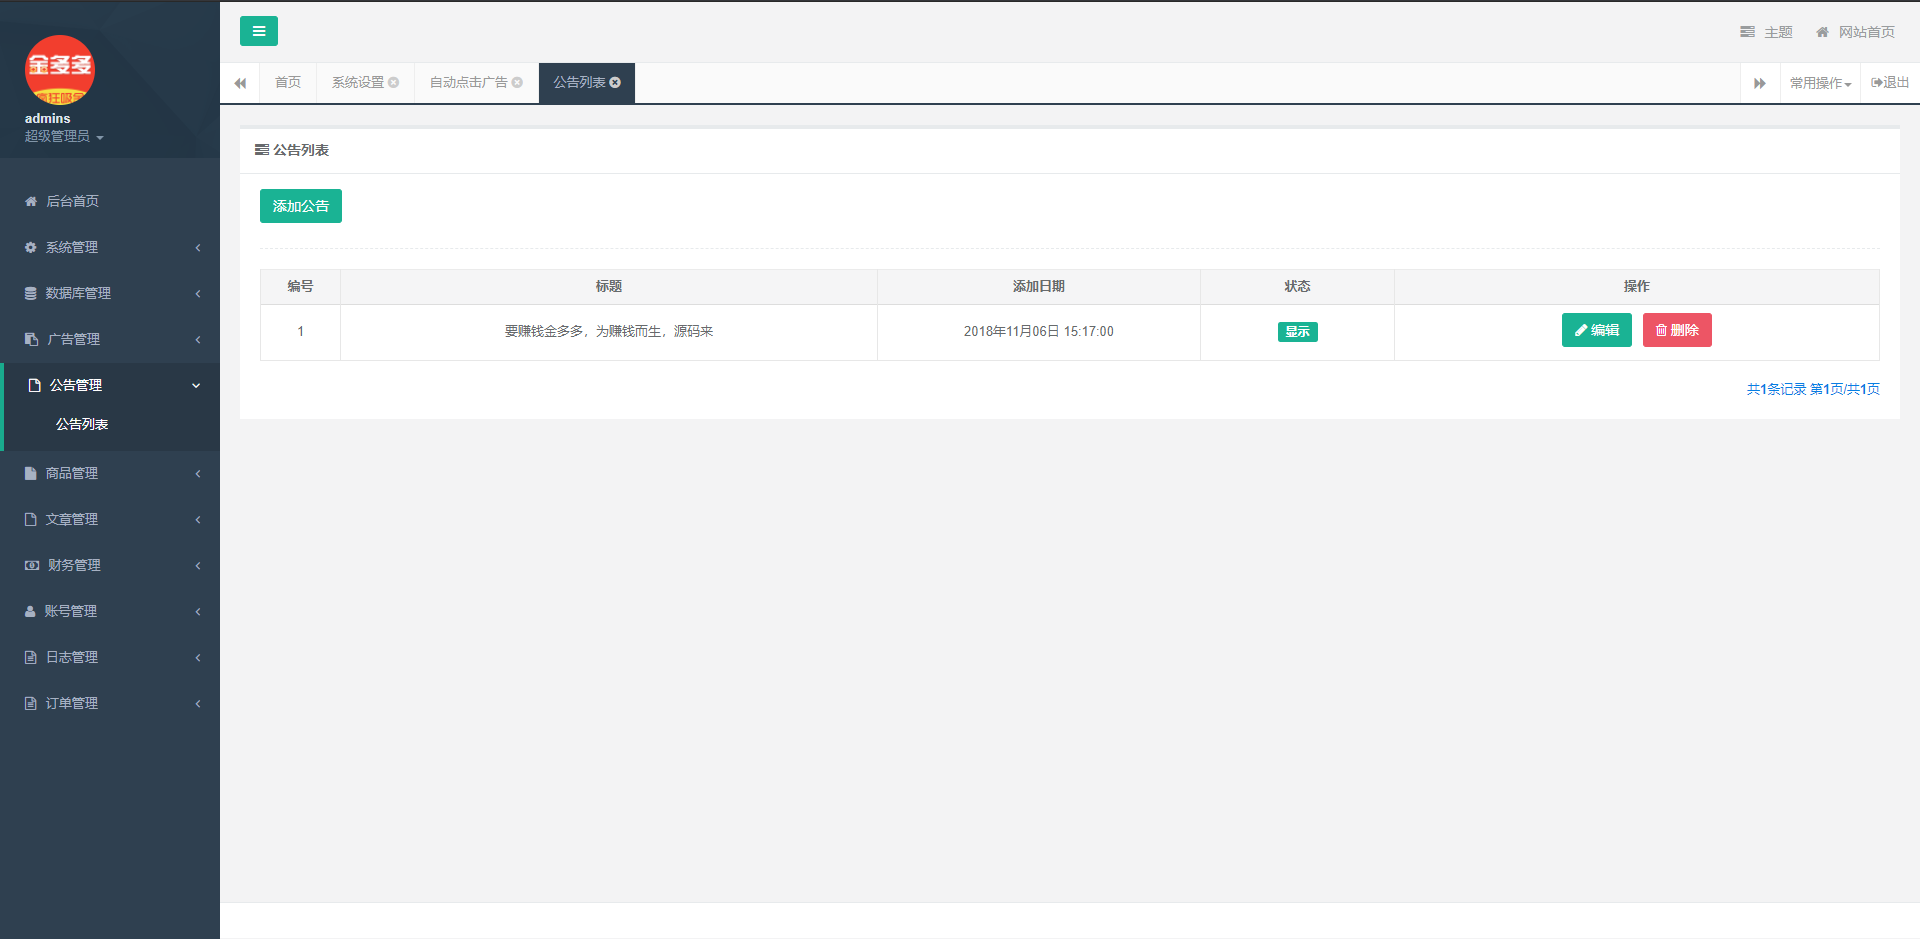 金多多
疯狂吸金
admins
超级管理员
后台首页
系统管理
数据库管理
广告管理
公告管理
公告列表
商品管理
文章管理
财务管理
账号管理
日志管理
订单管理
主题 网站首页
首页 系统设置 自动点击广告 公告列表 常用操作 退出
公告列表
添加公告
编号 标题 添加日期 状态 操作
1 要赚钱金多多，为赚钱而生，源码来 2018年11月06日 15:17:00 显示 编辑 删除
共1条记录 第1页/共1页